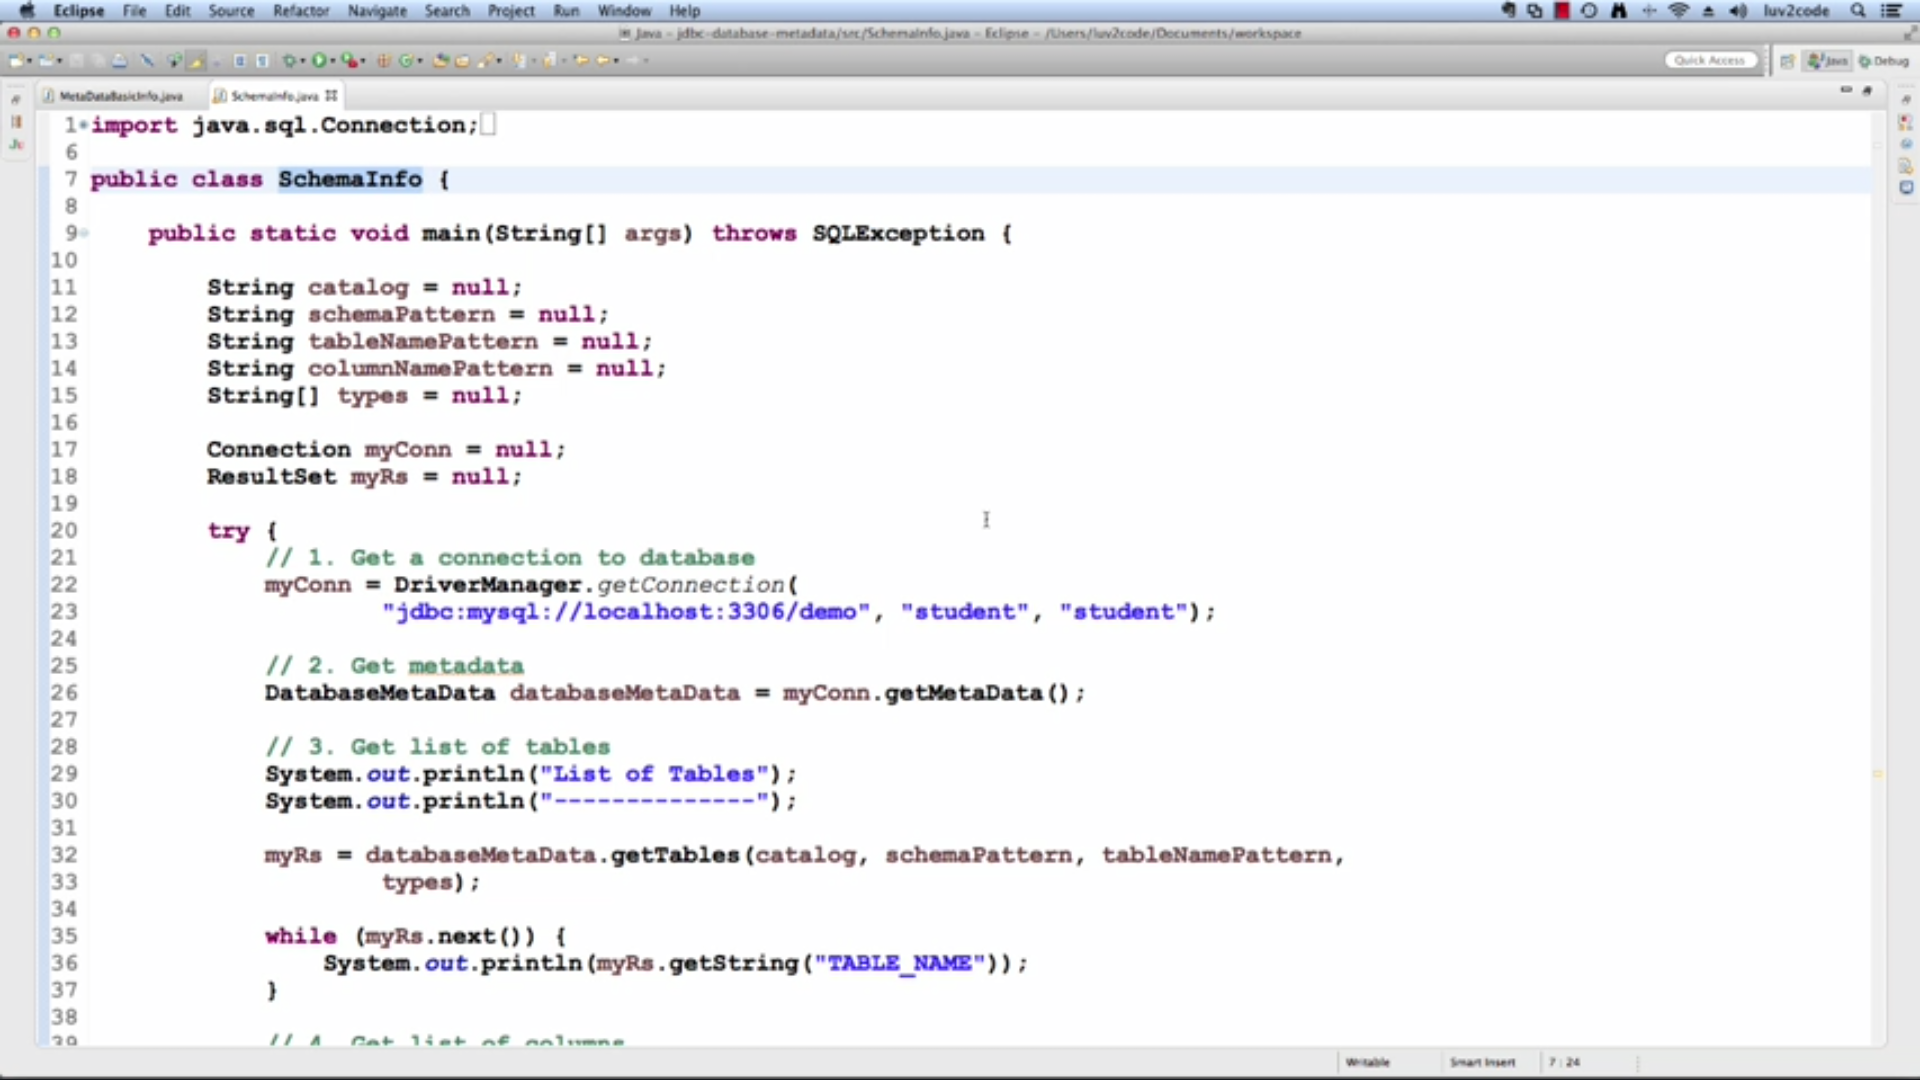 Eclipse File Edit Source Refactor Navigate Search Project Run Window Help luv2code
Java - jdbc-database-metadata/src/SchemaInfo.java - Eclipse - /Users/luv2code/Documents/workspace
Quick Access Java Debug
MetaDataBasicInfo.java SchemaInfo.java
1 import java.sql.Connection;
6
7 public class SchemaInfo {
8
9 public static void main(String[] args) throws SQLException {
10
11 String catalog = null;
12 String schemaPattern = null;
13 String tableNamePattern = null;
14 String columnNamePattern = null;
15 String[] types = null;
16
17 Connection myConn = null;
18 ResultSet myRs = null;
19
20 try {
21 // 1. Get a connection to database
22 myConn = DriverManager.getConnection(
23 "jdbc:mysql://localhost:3306/demo", "student", "student");
24
25 // 2. Get metadata
26 DatabaseMetaData databaseMetaData = myConn.getMetaData();
27
28 // 3. Get list of tables
29 System.out.println("List of Tables");
30 System.out.println("--------------");
31
32 myRs = databaseMetaData.getTables(catalog, schemaPattern, tableNamePattern,
33 types);
34
35 while (myRs.next()) {
36 System.out.println(myRs.getString("TABLE_NAME"));
37 }
38
39 // 4. Get list of columns
Writable Smart Insert 7 : 24